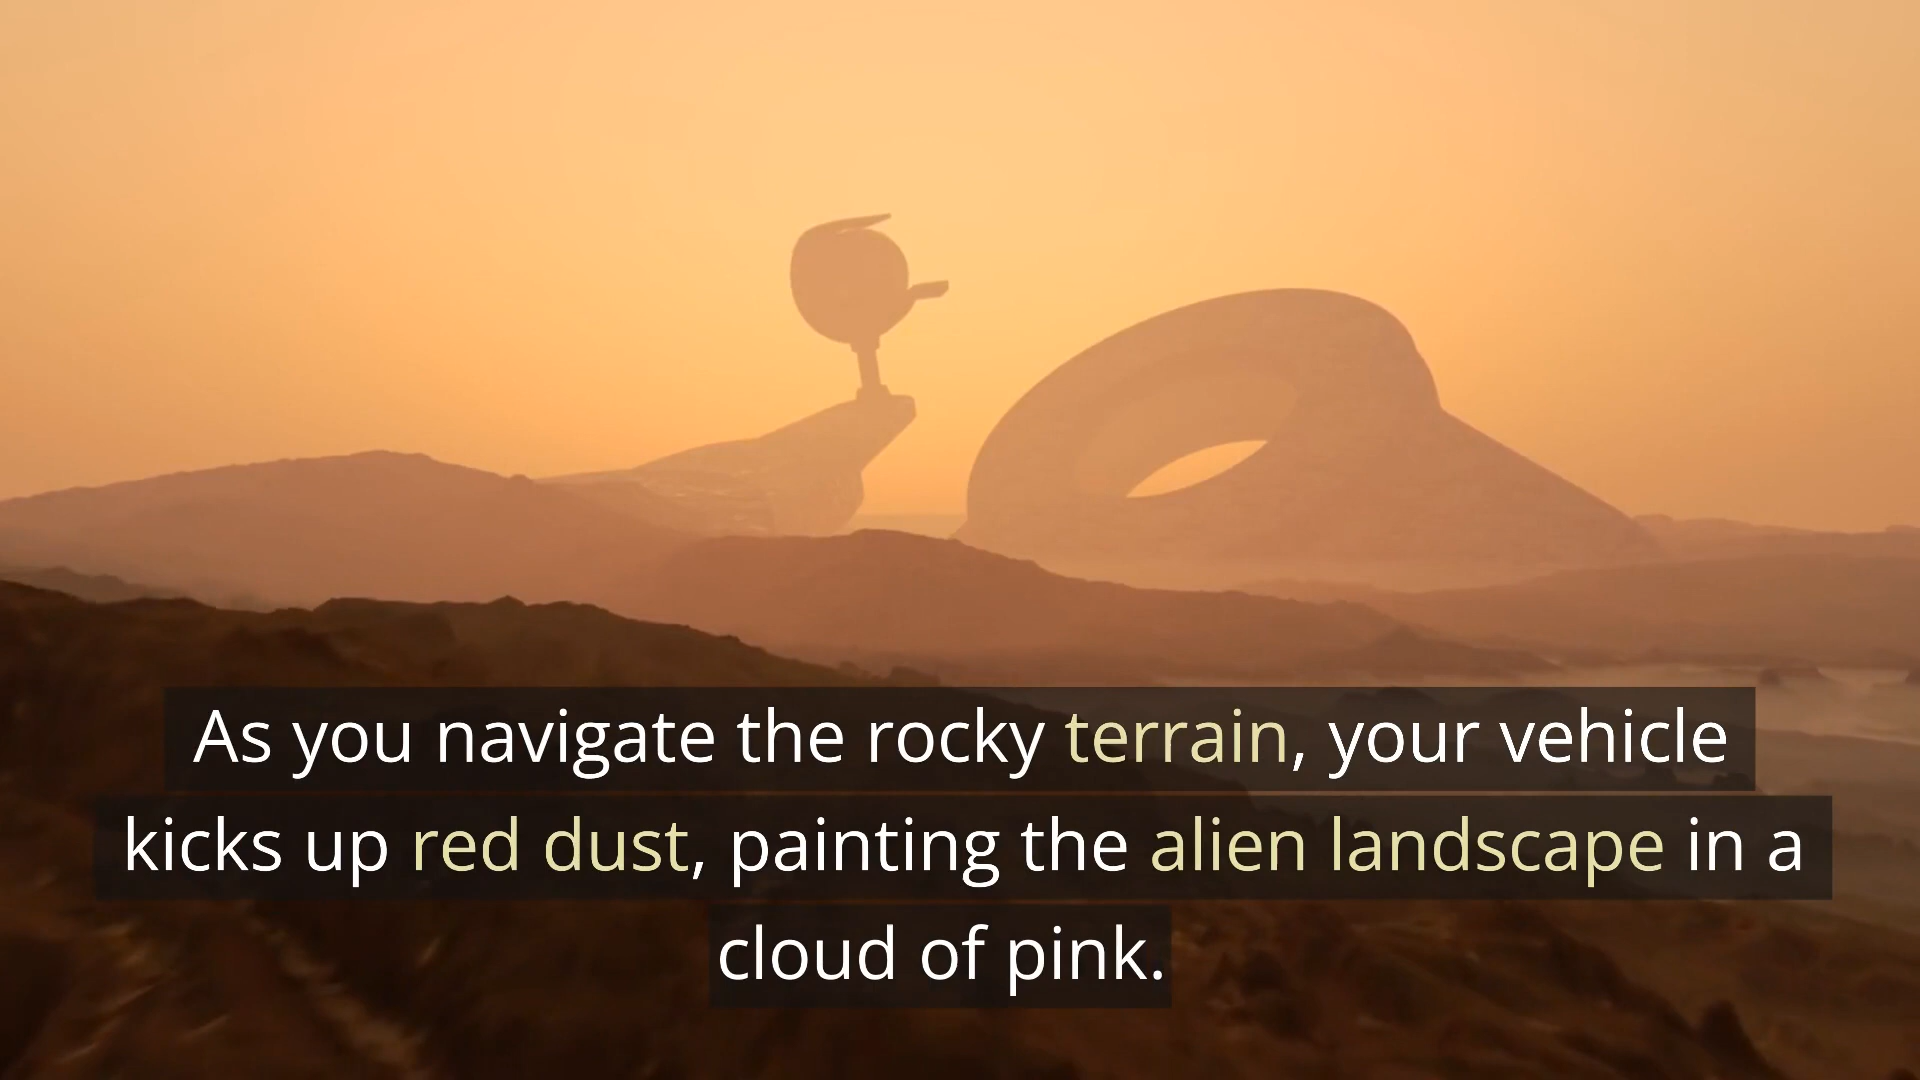 As you navigate the rocky terrain, your vehicle
kicks up red dust, painting the alien landscape in a
cloud of pink.